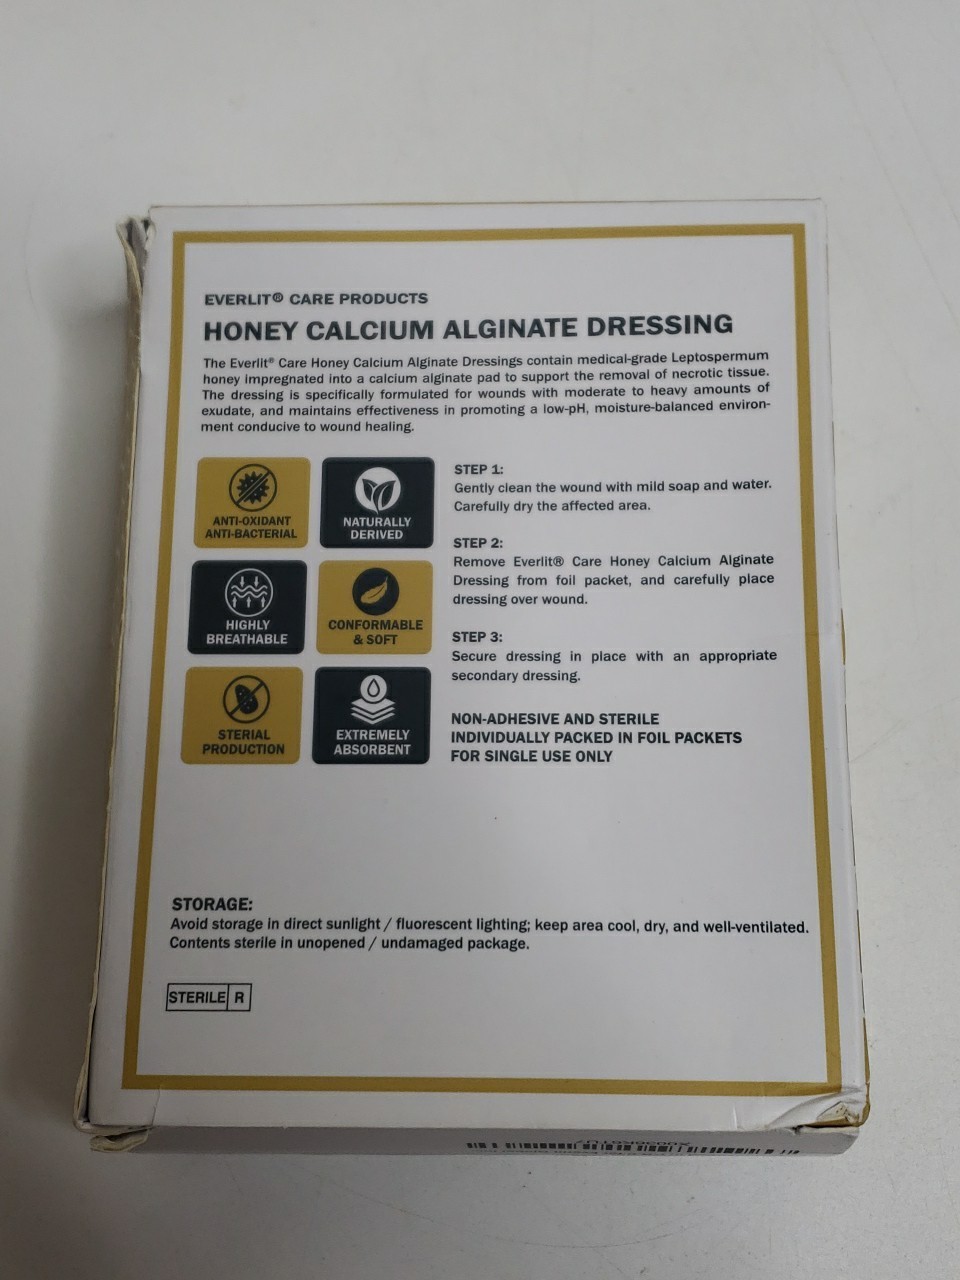 EVERLIT® CARE PRODUCTS
HONEY CALCIUM ALGINATE DRESSING
The Everlit® Care Honey Calcium Alginate Dressings contain medical-grade Leptospermum
honey impregnated into a calcium alginate pad to support the removal of necrotic tissue.
The dressing is specifically formulated for wounds with moderate to heavy amounts of
exudate, and maintains effectiveness in promoting a low-pH, moisture-balanced environ-
ment conducive to wound healing.
ANTI-OXIDANT
ANTI-BACTERIAL
NATURALLY
DERIVED
HIGHLY
BREATHABLE
CONFORMABLE
& SOFT
STERIAL
PRODUCTION
EXTREMELY
ABSORBENT
STEP 1:
Gently clean the wound with mild soap and water.
Carefully dry the affected area.
STEP 2:
Remove Everlit® Care Honey Calcium Alginate
Dressing from foil packet, and carefully place
dressing over wound.
STEP 3:
Secure dressing in place with an appropriate
secondary dressing.
NON-ADHESIVE AND STERILE
INDIVIDUALLY PACKED IN FOIL PACKETS
FOR SINGLE USE ONLY
STORAGE:
Avoid storage in direct sunlight / fluorescent lighting; keep area cool, dry, and well-ventilated.
Contents sterile in unopened / undamaged package.
STERILE R